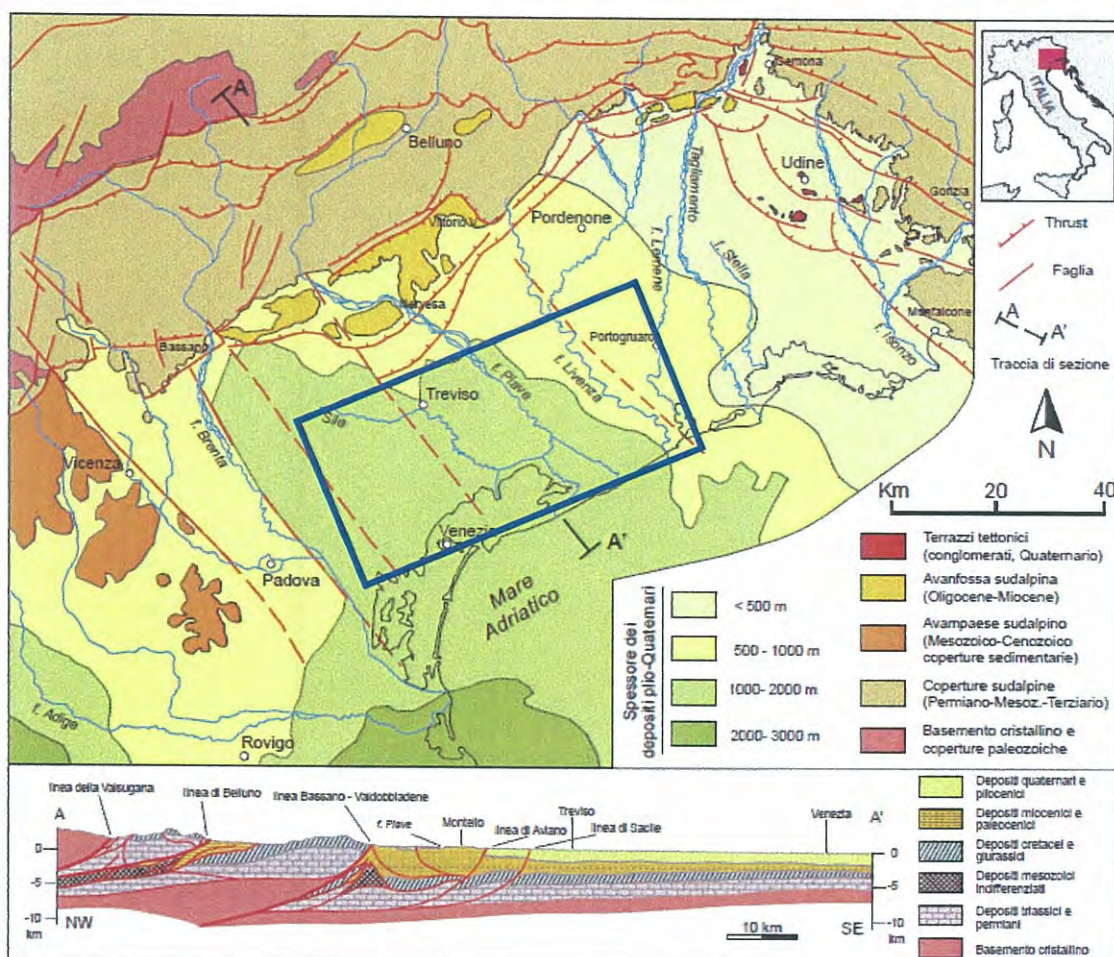 Gemona
A
Belluno
Udine
Gorizia
Tagliamento
Vittorio V.
Pordenone
f. Lemene
f. Stella
Nervesa
Monfalcone
Bassano
Portogruaro
f. Isonzo
f. Piave
f. Livenza
Treviso
Sile
f. Brenta
Vicenza
Venezia
A'
Padova
Mare
Adriatico
f. Adige
Rovigo
ITALIA
Thrust
Faglia
A
A'
Traccia di sezione
N
Km 20 40
Spessore dei
depositi plio-Quaternari
< 500 m
500 - 1000 m
1000- 2000 m
2000- 3000 m
Terrazzi tettonici
(conglomerati, Quaternario)
Avanfossa sudalpina
(Oligocene-Miocene)
Avampaese sudalpino
(Mesozoico-Cenozoico
coperture sedimentarie)
Coperture sudalpine
(Permiano-Mesoz.-Terziario)
Basamento cristallino e
coperture paleozoiche
linea della Valsugana
linea di Belluno
linea Bassano - Valdobbiadene
f. Piave
Montello
linea di Aviano
Treviso
linea di Sacile
Venezia
A
A'
0
-5
-10
km
NW
0
-5
-10
km
SE
10 km
Depositi quaternari e
pliocenici
Depositi miocenici e
paleocenici
Depositi cretacei e
giurassici
Depositi mesozoici
indifferenziati
Depositi triassici e
permiani
Basamento cristallino